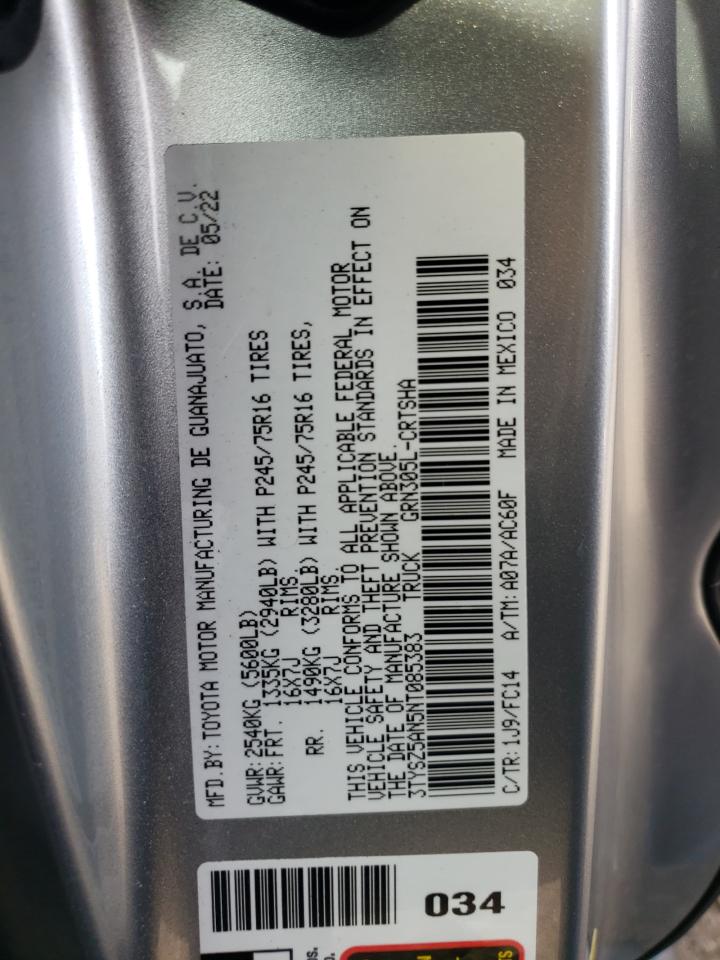 MFD.BY: TOYOTA MOTOR MANUFACTURING DE GUANAJUATO, S.A. DE C.V.
DATE: 05/22
GVWR: 2540KG (5600LB)
GAWR: FRT. 1335KG (2940LB) WITH P245/75R16 TIRES
16X7J RIMS.
RR. 1490KG (3280LB) WITH P245/75R16 TIRES,
16X7J RIMS.
THIS VEHICLE CONFORMS TO ALL APPLICABLE FEDERAL MOTOR
VEHICLE SAFETY AND THEFT PREVENTION STANDARDS IN EFFECT ON
THE DATE OF MANUFACTURE SHOWN ABOVE.
3TYSZ5AN5NT085383 TRUCK GRN305L-CRTSHA
C/TR: 1J9/FC14 A/TM: A07A/AC60F MADE IN MEXICO 034
034